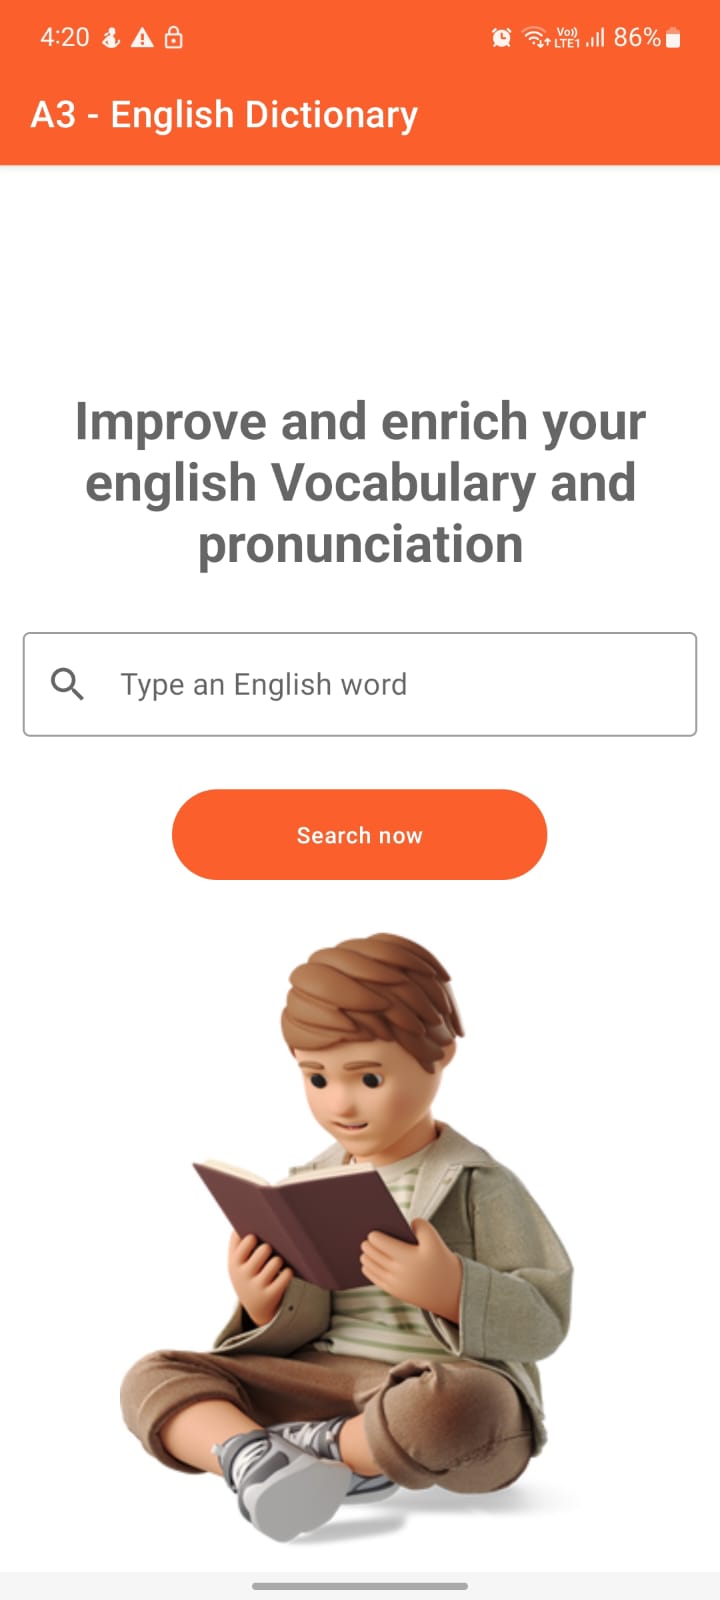 4:20 Vo)) LTE1 86%
A3 - English Dictionary
Improve and enrich your
english Vocabulary and
pronunciation
Type an English word
Search now